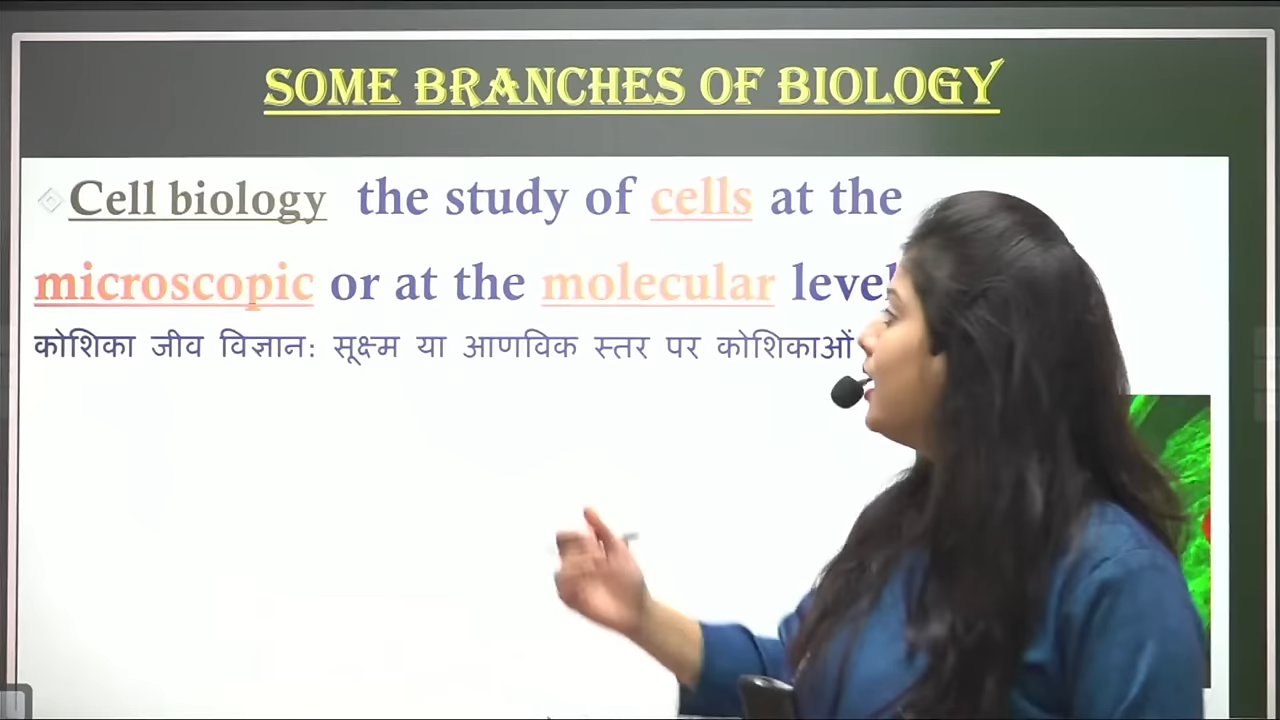 SOME BRANCHES OF BIOLOGY
Cell biology the study of cells at the
microscopic or at the molecular level
कोशिका जीव विज्ञान: सूक्ष्म या आणविक स्तर पर कोशिकाओं